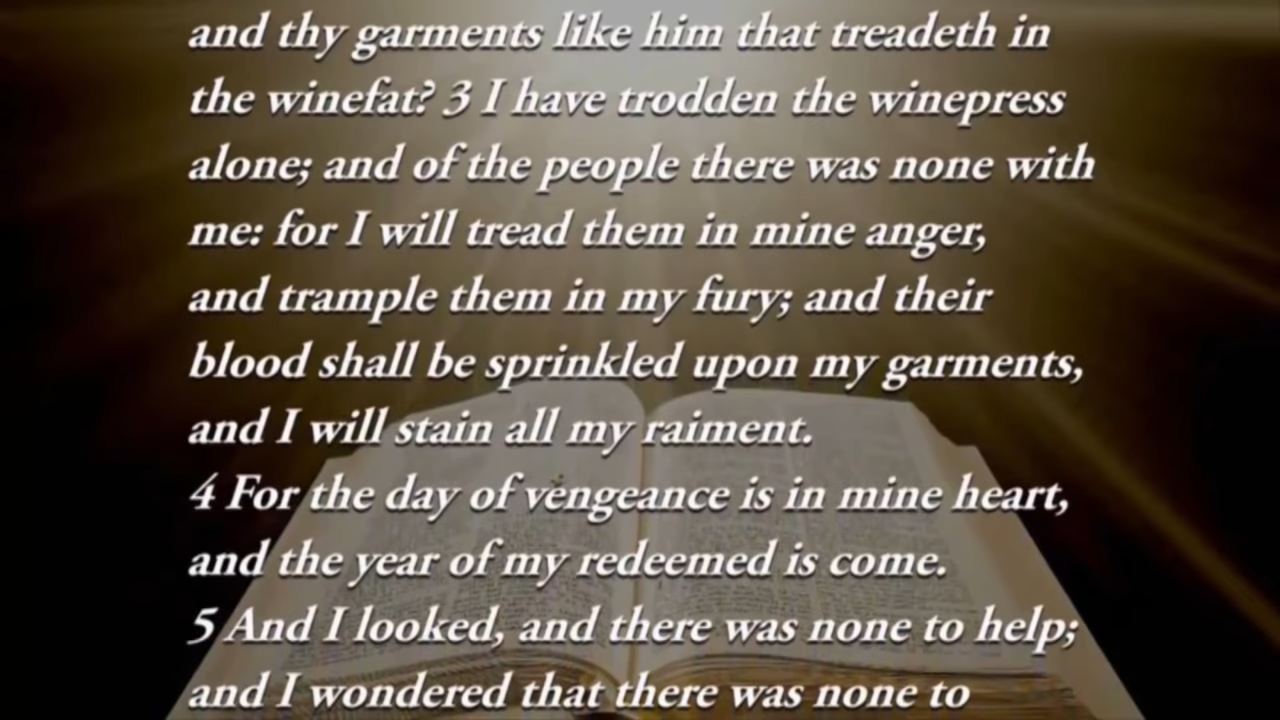 and thy garments like him that treadeth in
the winefat? 3 I have trodden the winepress
alone; and of the people there was none with
me: for I will tread them in mine anger,
and trample them in my fury; and their
blood shall be sprinkled upon my garments,
and I will stain all my raiment.
4 For the day of vengeance is in mine heart,
and the year of my redeemed is come.
5 And I looked, and there was none to help;
and I wondered that there was none to